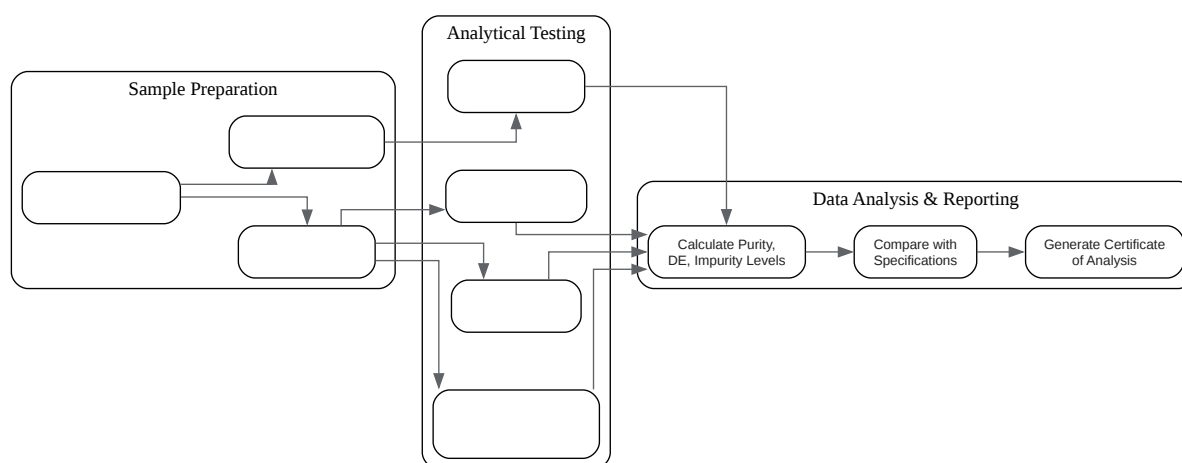 Analytical Testing
Sample Preparation
Data Analysis & Reporting
Calculate Purity,
DE, Impurity Levels
Compare with
Specifications
Generate Certificate
of Analysis